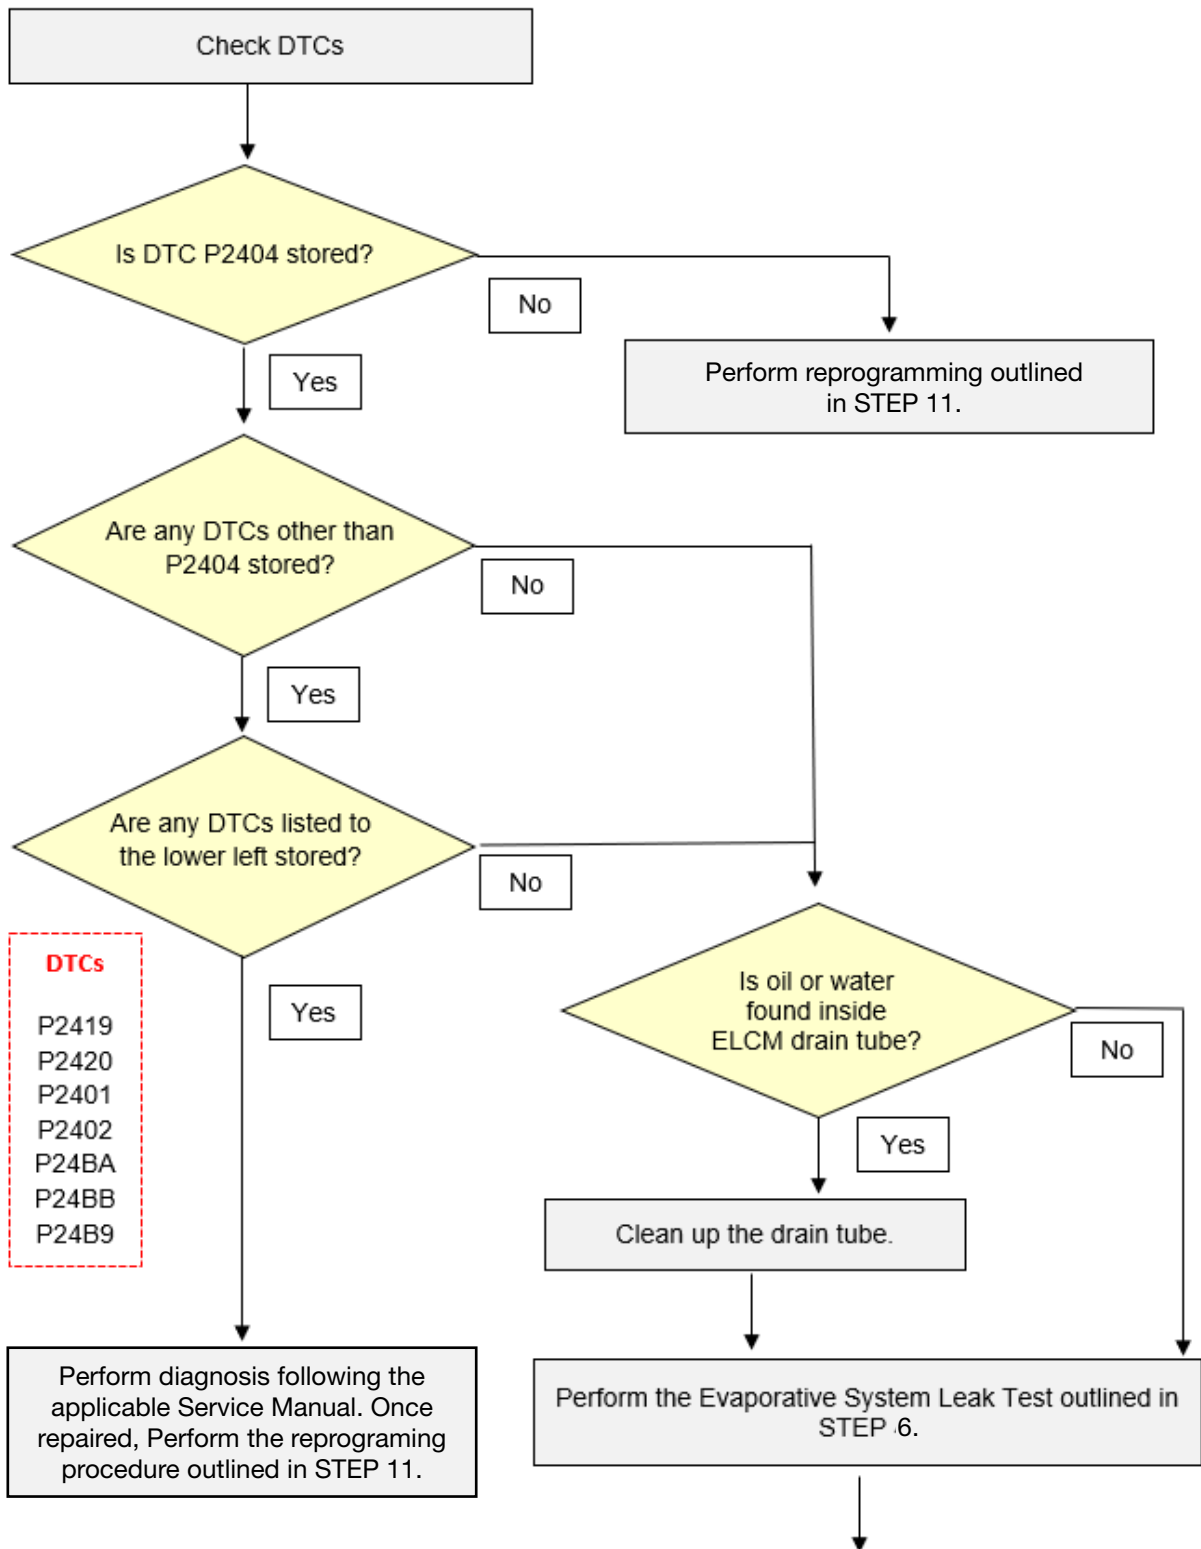 Check DTCs
Is DTC P2404 stored?
No
Yes
Perform reprogramming outlined
in STEP 11.
Are any DTCs other than
P2404 stored?
No
Yes
Are any DTCs listed to
the lower left stored?
No
Yes
DTCs
P2419
P2420
P2401
P2402
P24BA
P24BB
P24B9
Is oil or water
found inside
ELCM drain tube?
No
Yes
Clean up the drain tube.
Perform diagnosis following the
applicable Service Manual. Once
repaired, Perform the reprograming
procedure outlined in STEP 11.
Perform the Evaporative System Leak Test outlined in
STEP 6.